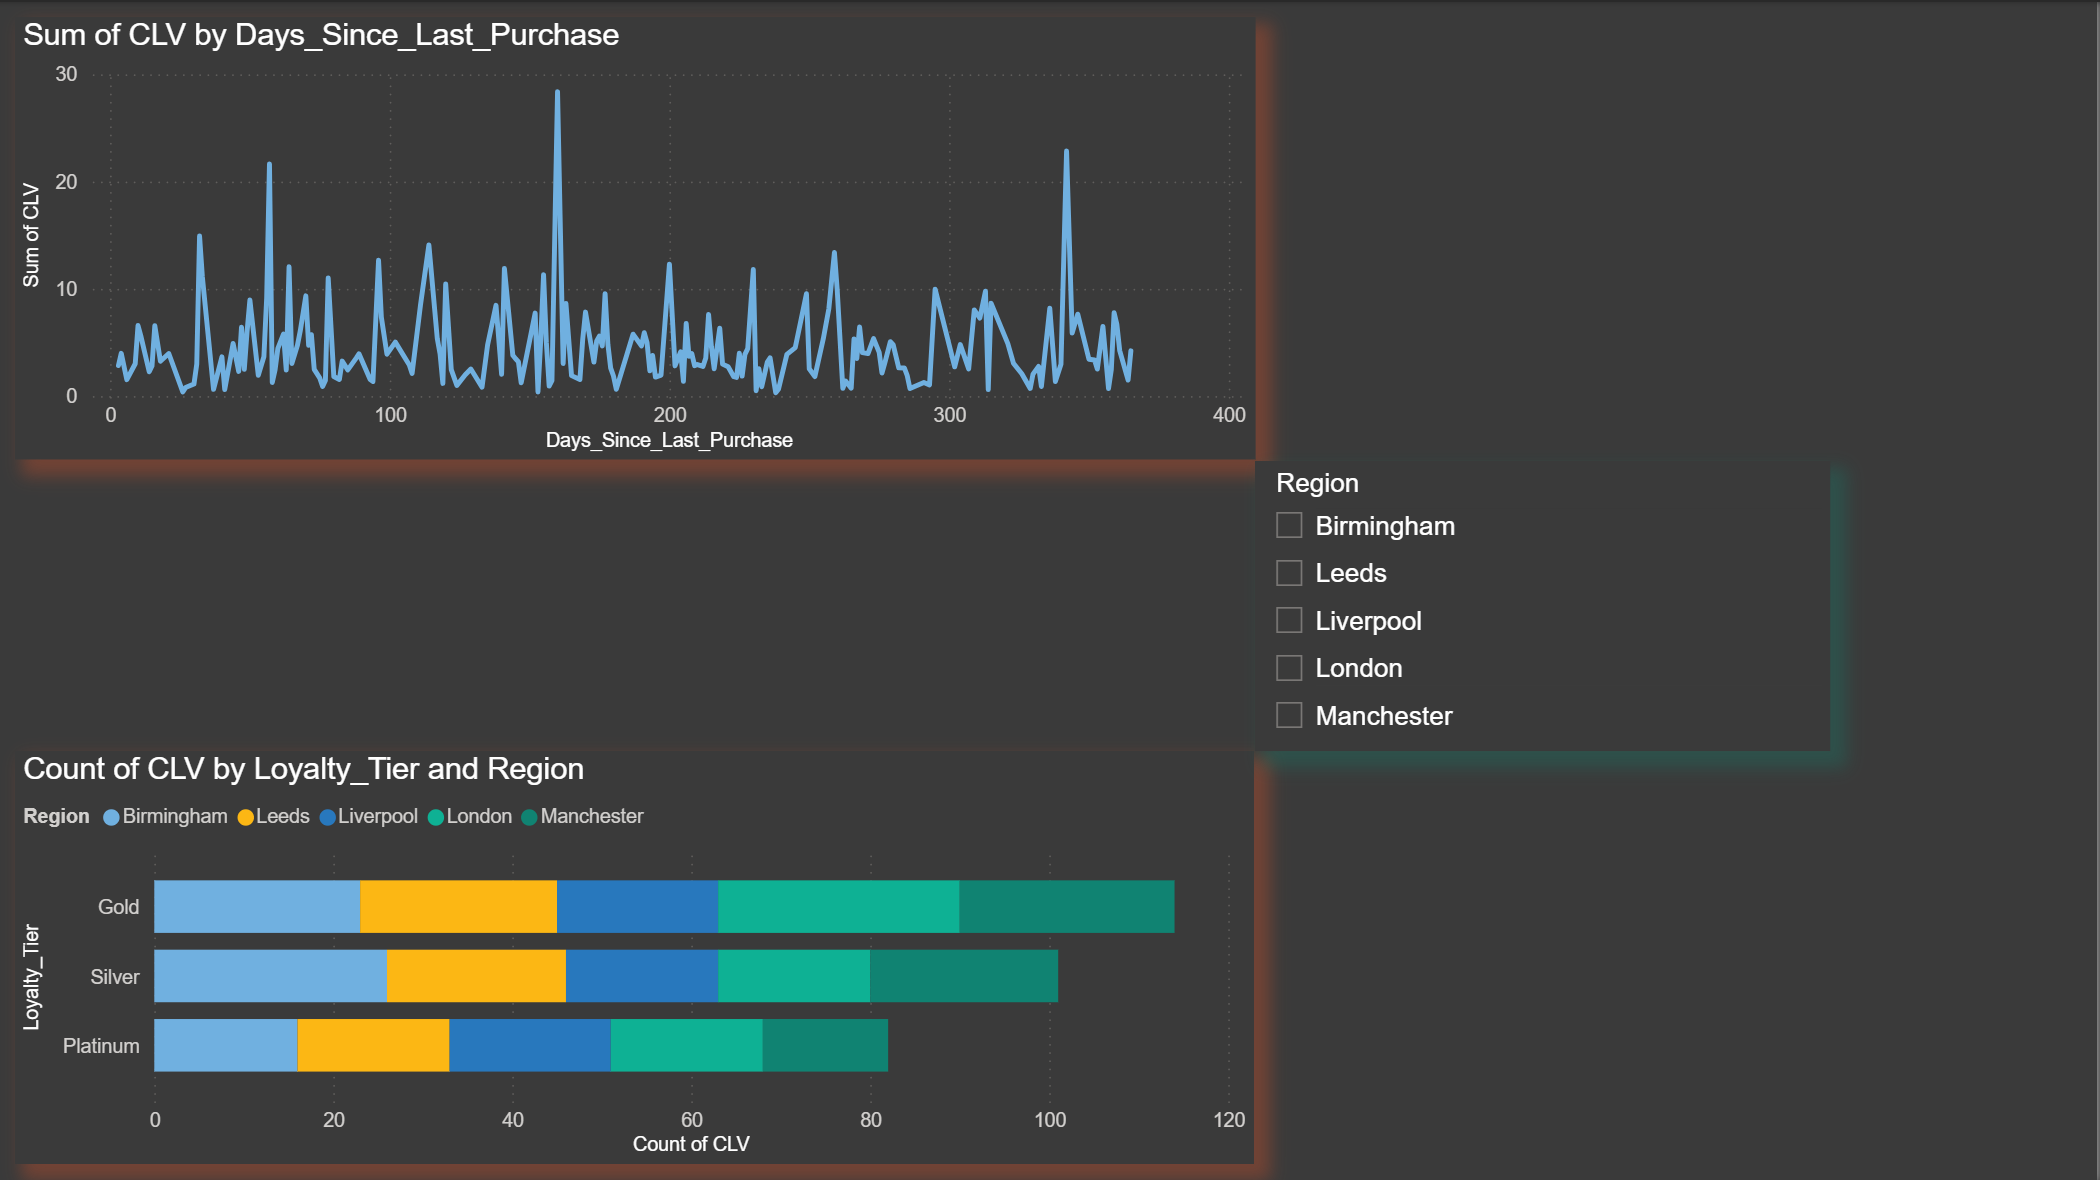 Sum of CLV by Days_Since_Last_Purchase
30
20
10
0
Sum of CLV
0 100 200 300 400
Days_Since_Last_Purchase
Region
Birmingham
Leeds
Liverpool
London
Manchester
Count of CLV by Loyalty_Tier and Region
Region Birmingham Leeds Liverpool London Manchester
Loyalty_Tier
Gold
Silver
Platinum
0 20 40 60 80 100 120
Count of CLV